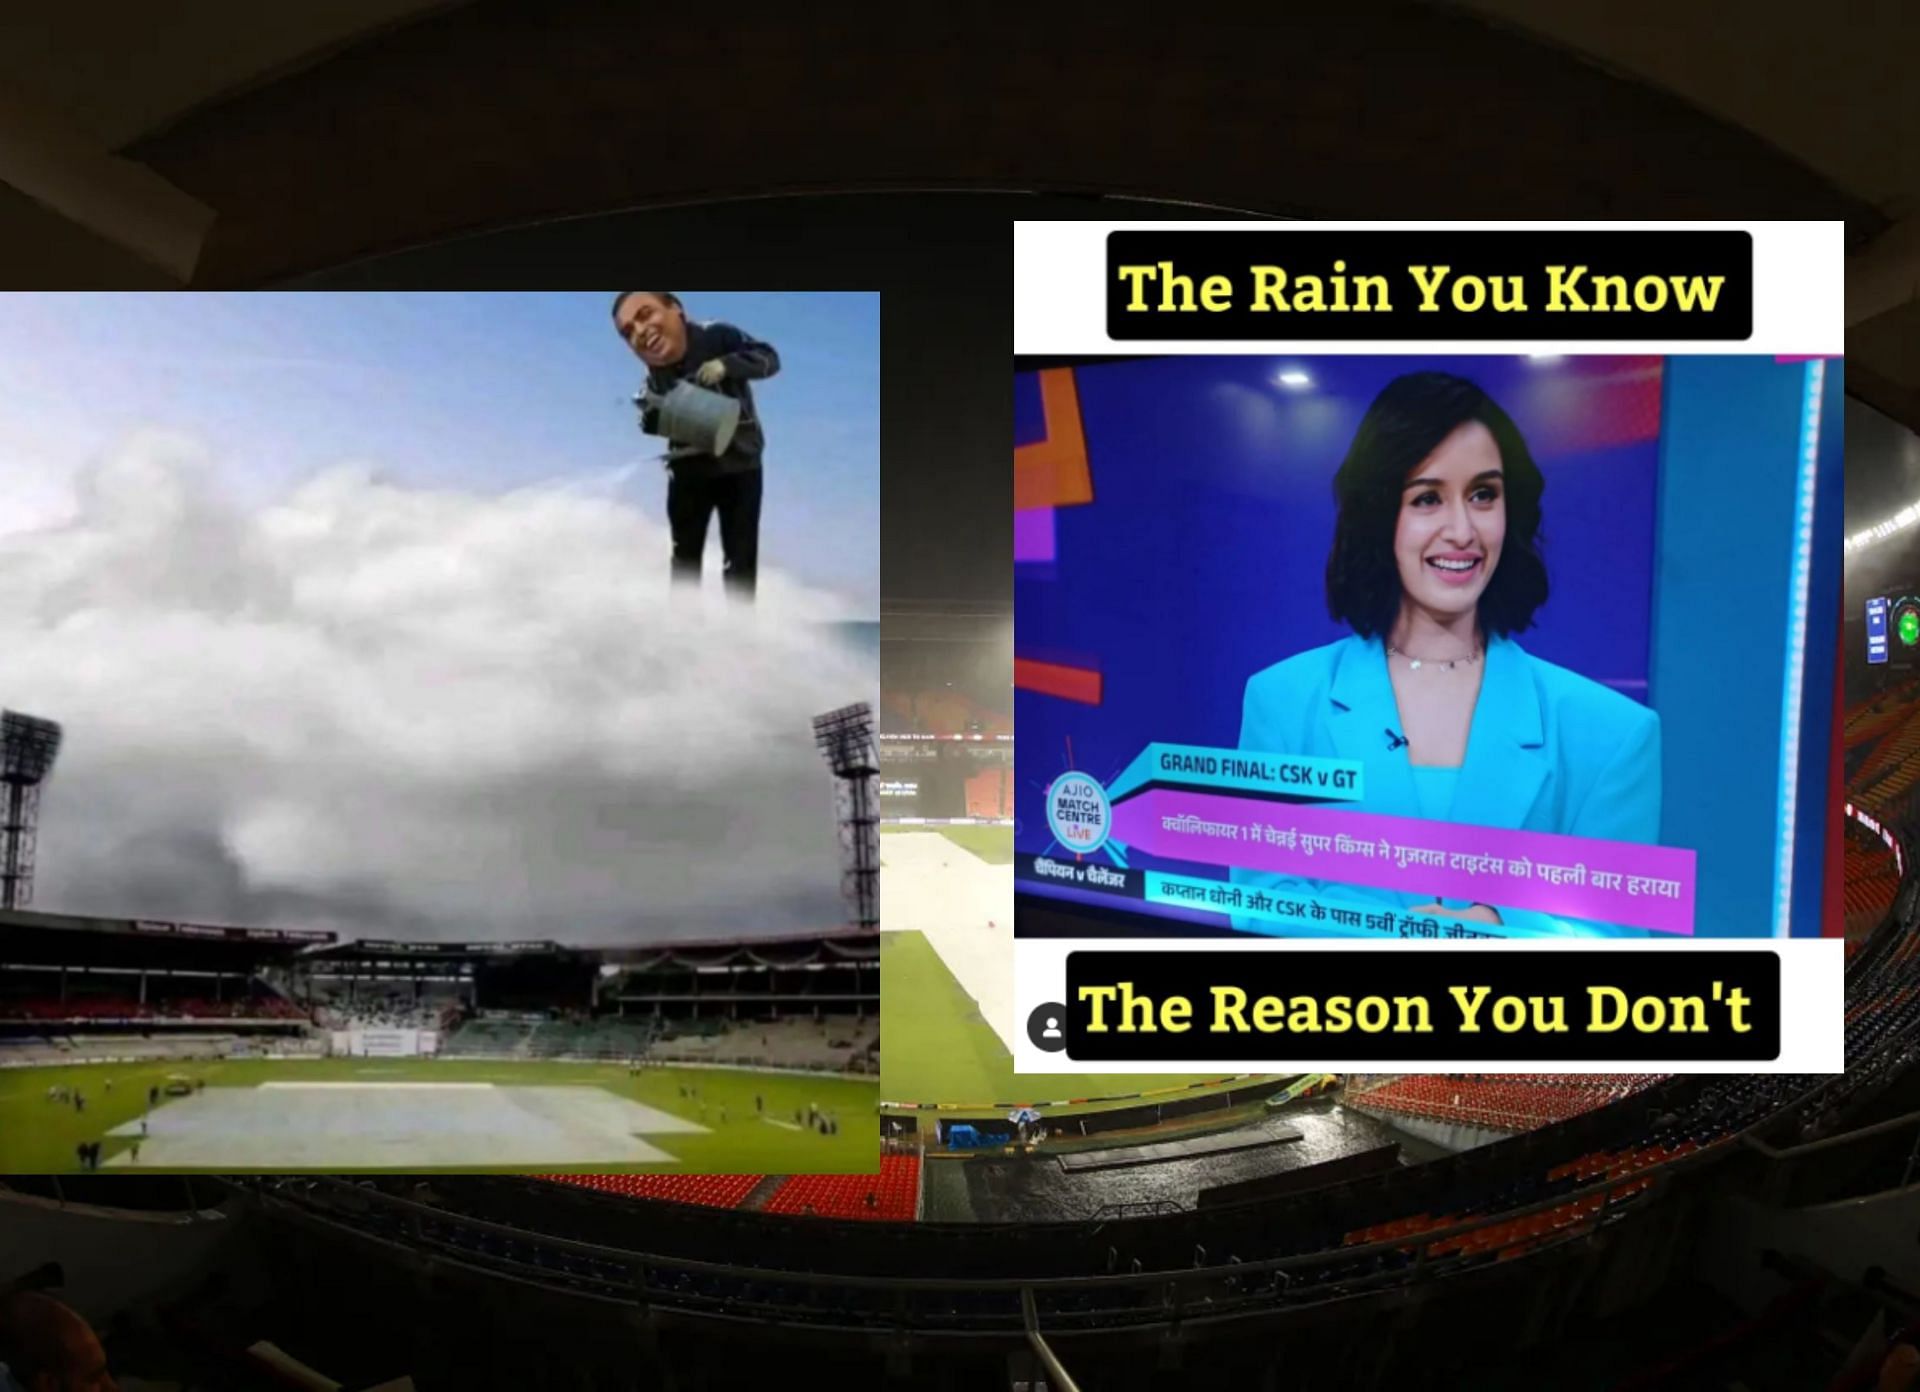 The Rain You Know
GRAND FINAL: CSK v GT
AJIO
MATCH
CENTRE
LIVE
क्वॉलिफायर 1 में चेन्नई सुपर किंग्स ने गुजरात टाइटंस को पहली बार हराया
चैंपियन v चैलेंजर
कप्तान धोनी और CSK के पास 5वीं ट्रॉफी
The Reason You Don't